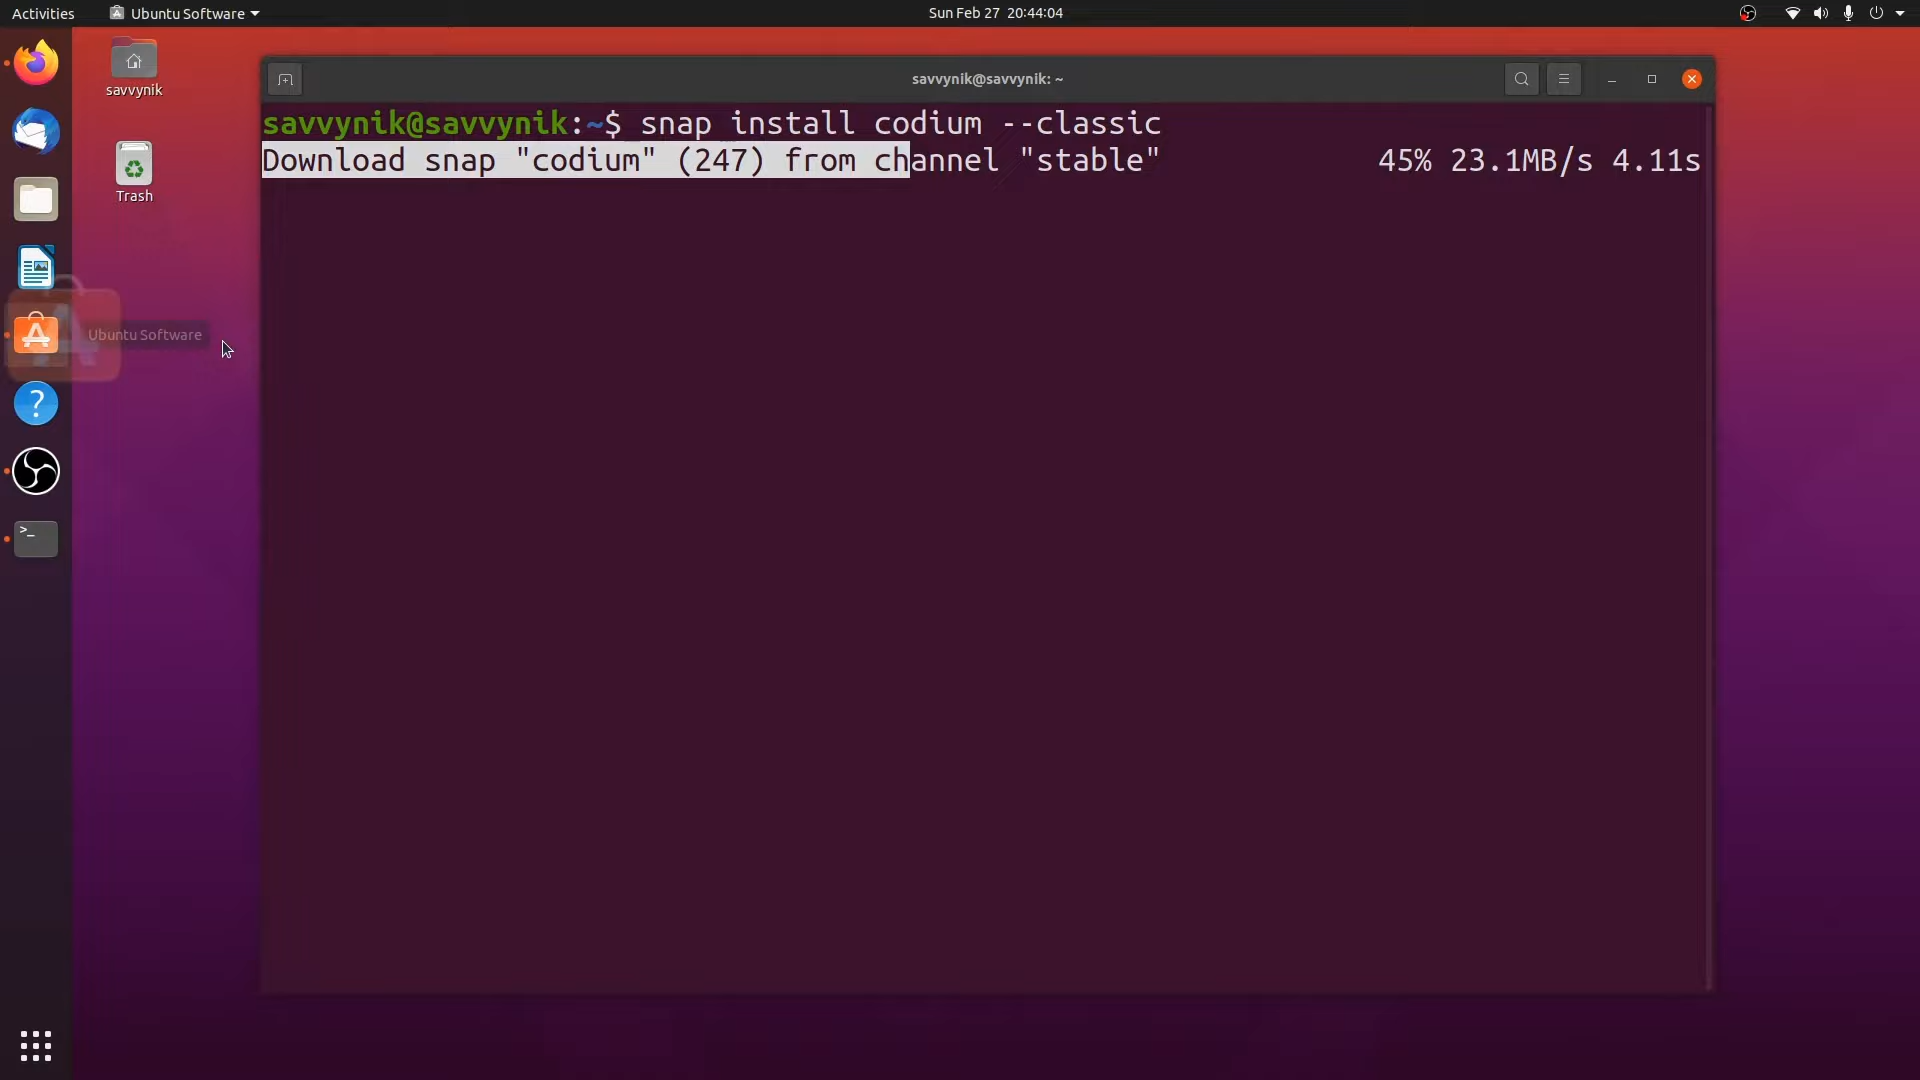 Activities
Ubuntu Software
Sun Feb 27 20:44:04
savvynik
Trash
Ubuntu Software
savvynik@savvynik: ~
savvynik@savvynik:~$ snap install codium --classic
Download snap "codium" (247) from channel "stable" 45% 23.1MB/s 4.11s